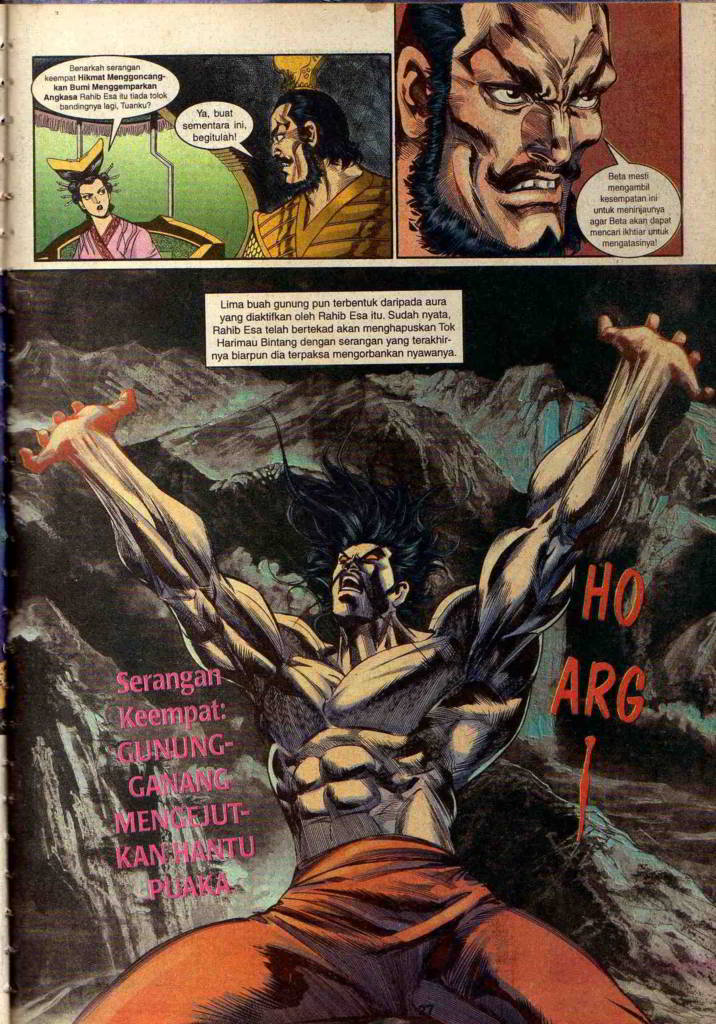 Benarkah serangan
keempat Hikmat Menggoncang-
kan Bumi Menggemparkan
Angkasa Rahib Esa itu tiada tolok
bandingnya lagi, Tuanku?
Ya, buat
sementara ini,
begitulah!
Beta mesti
mengambil
kesempatan ini
untuk meninjaunya
agar Beta akan dapat
mencari ikhtiar untuk
mengatasinya!
Lima buah gunung pun terbentuk daripada aura
yang diaktifkan oleh Rahib Esa itu. Sudah nyata,
Rahib Esa telah bertekad akan menghapuskan Tok
Harimau Bintang dengan serangan yang terakhir-
nya biarpun dia terpaksa mengorbankan nyawanya.
HO
ARG
!
Serangan
Keempat:
GUNUNG-
GANANG
MENGEJUT-
KAN HANTU
PUAKA
27